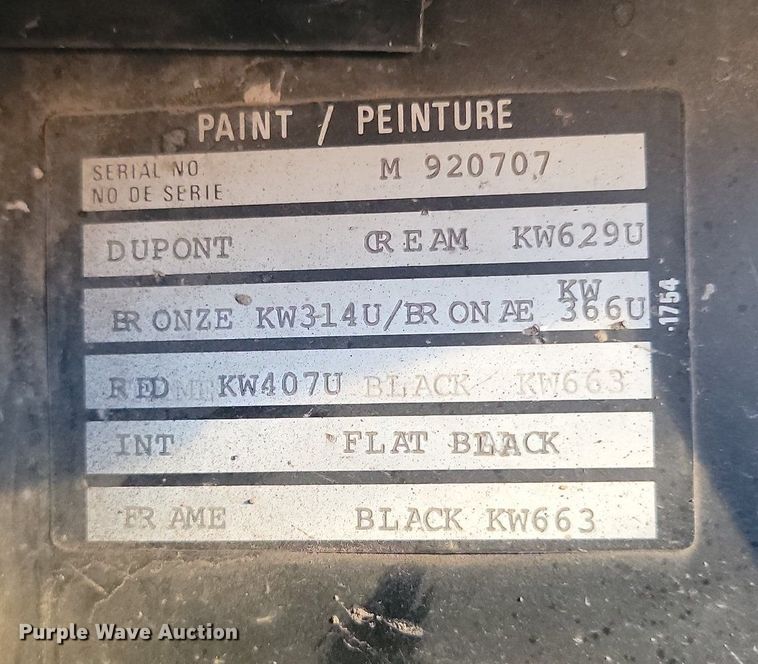 PAINT / PEINTURE
SERIAL NO
NO DE SERIE
M 920707
DUPONT CREAM KW629U
KW
BRONZE KW314U/BRONAE 366U
RED KW407U BLACK KW663
INT FLAT BLACK
FRAME BLACK KW663
-1754
Purple Wave Auction